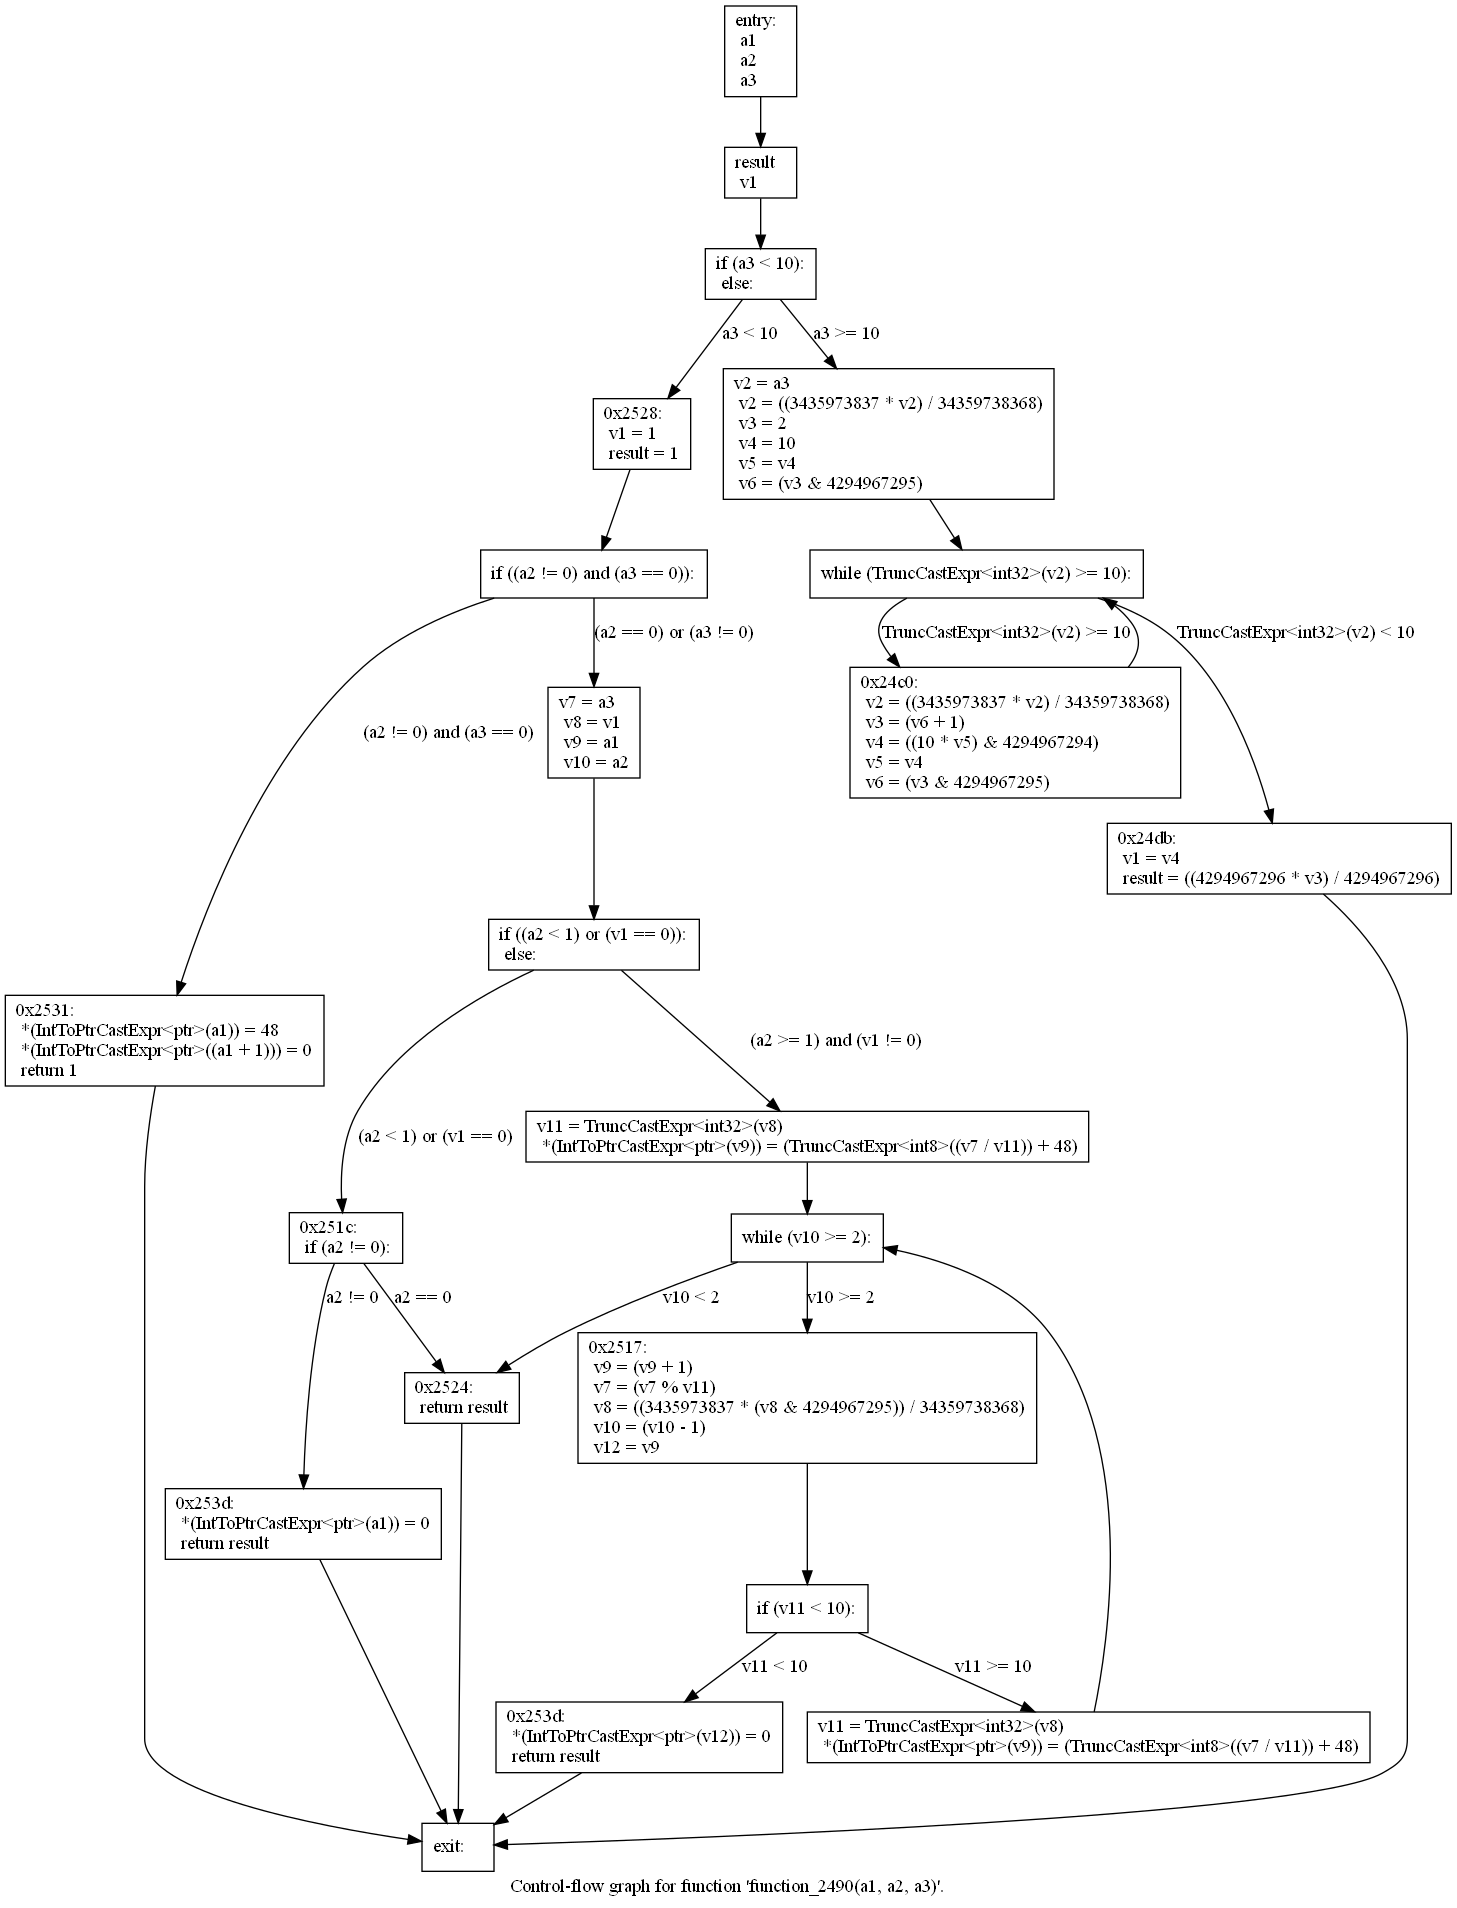 entry:
a1
a2
a3
result
v1
if (a3 < 10):
else:
a3 < 10
a3 >= 10
0x2528:
v1 = 1
result = 1
v2 = a3
v2 = ((3435973837 * v2) / 34359738368)
v3 = 2
v4 = 10
v5 = v4
v6 = (v3 & 4294967295)
if ((a2 != 0) and (a3 == 0)):
while (TruncCastExpr<int32>(v2) >= 10):
(a2 == 0) or (a3 != 0)
TruncCastExpr<int32>(v2) >= 10
TruncCastExpr<int32>(v2) < 10
(a2 != 0) and (a3 == 0)
v7 = a3
v8 = v1
v9 = a1
v10 = a2
0x24c0:
v2 = ((3435973837 * v2) / 34359738368)
v3 = (v6 + 1)
v4 = ((10 * v5) & 4294967294)
v5 = v4
v6 = (v3 & 4294967295)
0x24db:
v1 = v4
result = ((4294967296 * v3) / 4294967296)
if ((a2 < 1) or (v1 == 0)):
else:
0x2531:
*(IntToPtrCastExpr<ptr>(a1)) = 48
*(IntToPtrCastExpr<ptr>((a1 + 1))) = 0
return 1
(a2 >= 1) and (v1 != 0)
(a2 < 1) or (v1 == 0)
v11 = TruncCastExpr<int32>(v8)
*(IntToPtrCastExpr<ptr>(v9)) = (TruncCastExpr<int8>((v7 / v11)) + 48)
0x251c:
if (a2 != 0):
while (v10 >= 2):
a2 != 0
a2 == 0
v10 < 2
v10 >= 2
0x2524:
return result
0x2517:
v9 = (v9 + 1)
v7 = (v7 % v11)
v8 = ((3435973837 * (v8 & 4294967295)) / 34359738368)
v10 = (v10 - 1)
v12 = v9
0x253d:
*(IntToPtrCastExpr<ptr>(a1)) = 0
return result
if (v11 < 10):
v11 < 10
v11 >= 10
0x253d:
*(IntToPtrCastExpr<ptr>(v12)) = 0
return result
v11 = TruncCastExpr<int32>(v8)
*(IntToPtrCastExpr<ptr>(v9)) = (TruncCastExpr<int8>((v7 / v11)) + 48)
exit:
Control-flow graph for function 'function_2490(a1, a2, a3)'.